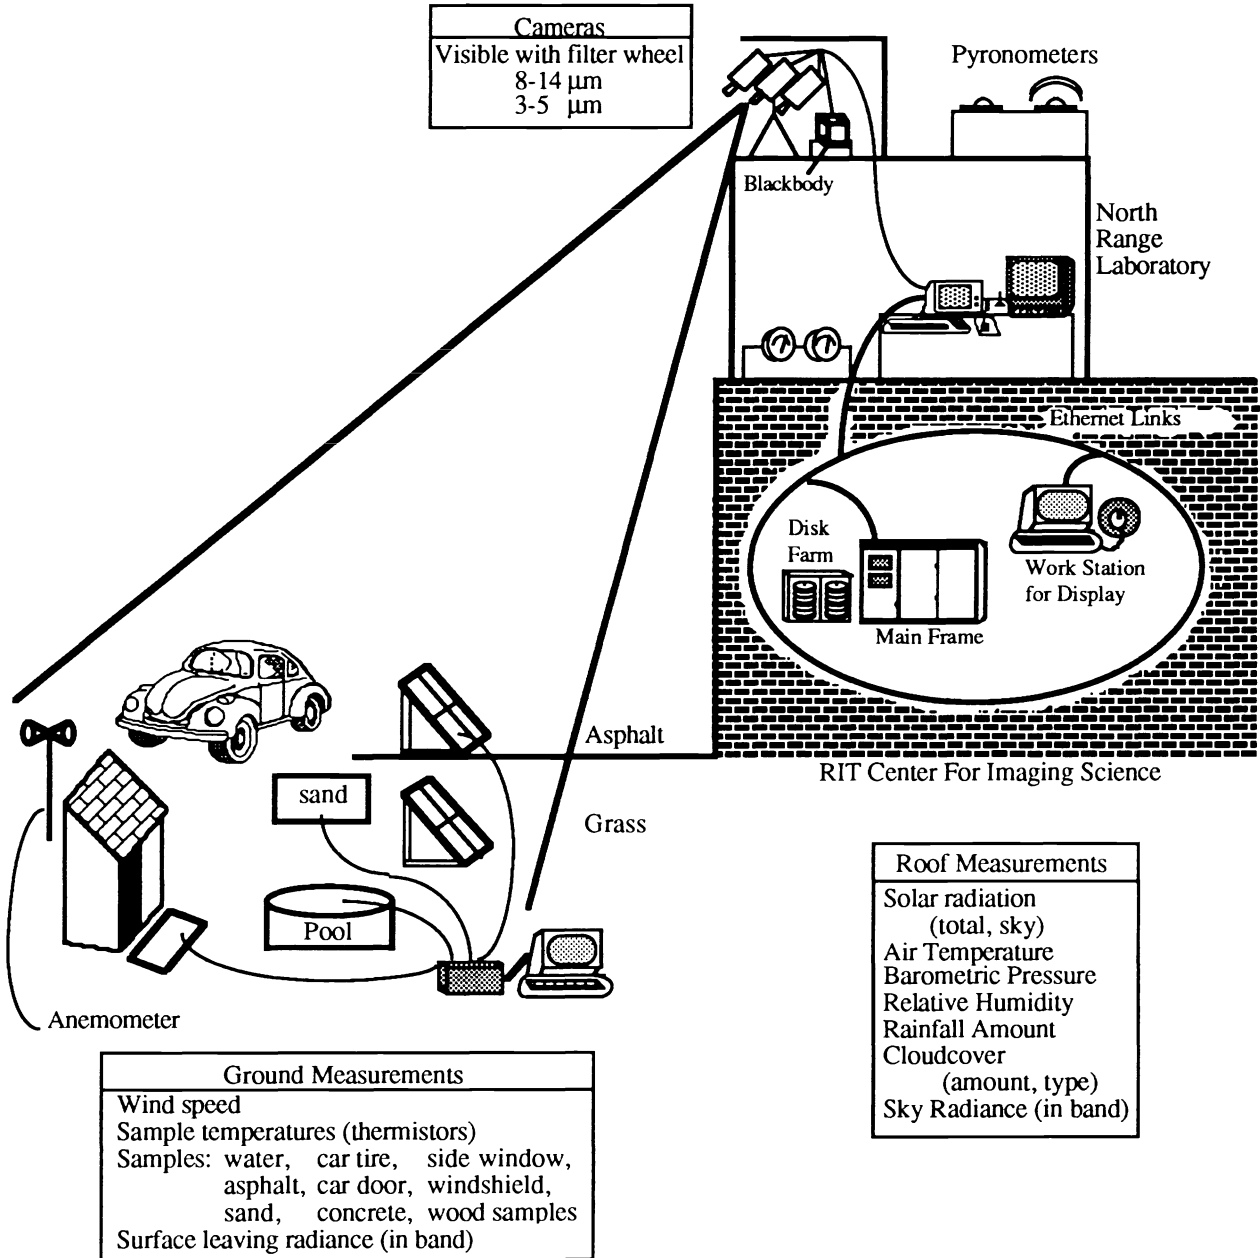 Cameras
Visible with filter wheel
8-14 µm
3-5 µm
Pyronometers
Blackbody
North
Range
Laboratory
Ethernet Links
Disk
Farm
Main Frame
Work Station
for Display
RIT Center For Imaging Science
Asphalt
Grass
sand
Pool
Anemometer
Roof Measurements
Solar radiation
(total, sky)
Air Temperature
Barometric Pressure
Relative Humidity
Rainfall Amount
Cloudcover
(amount, type)
Sky Radiance (in band)
Ground Measurements
Wind speed
Sample temperatures (thermistors)
Samples: water, car tire, side window,
asphalt, car door, windshield,
sand, concrete, wood samples
Surface leaving radiance (in band)